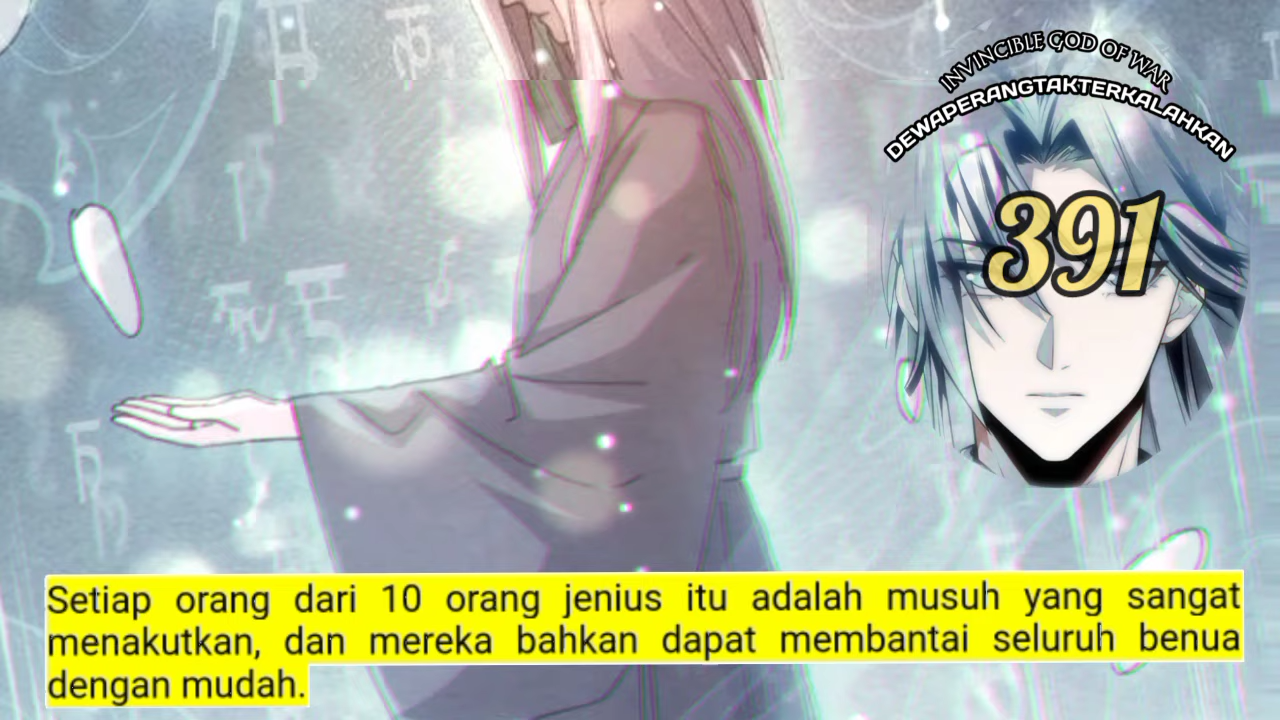 INVINCIBLE GOD OF WAR
DEWAPERANGTAKTERKALAHKAN
391
Setiap orang dari 10 orang jenius itu adalah musuh yang sangat
menakutkan, dan mereka bahkan dapat membantai seluruh benua
dengan mudah.